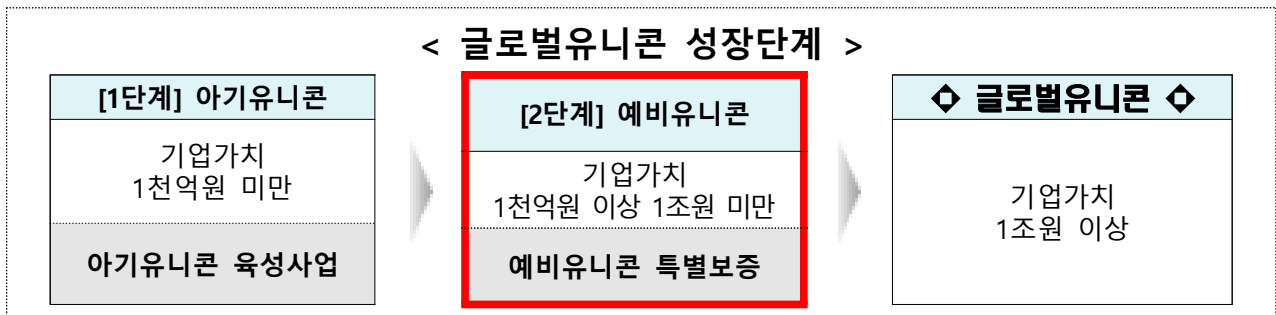 < 글로벌유니콘 성장단계 >
[1단계] 아기유니콘
기업가치
1천억원 미만
아기유니콘 육성사업
[2단계] 예비유니콘
기업가치
1천억원 이상 1조원 미만
예비유니콘 특별보증
◇ 글로벌유니콘 ◇
기업가치
1조원 이상